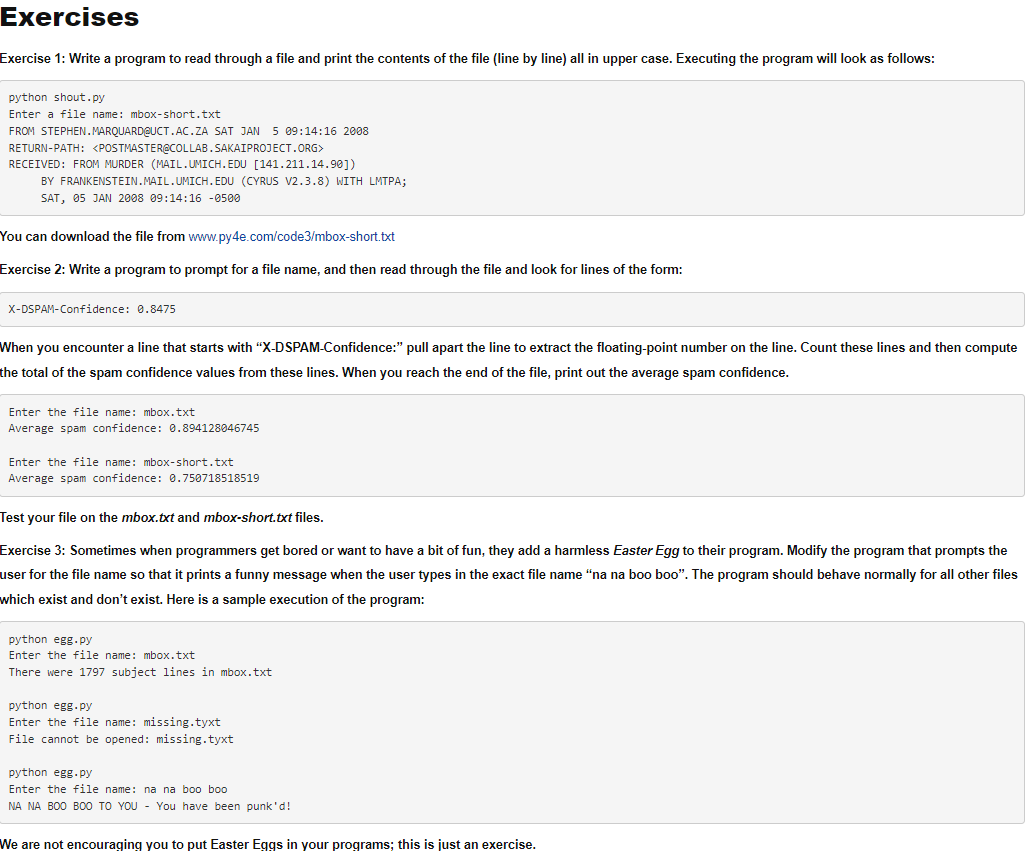 Exercises
Exercise 1: Write a program to read through a file and print the contents of the file (line by line) all in upper case. Executing the program will look as follows:
python shout.py
Enter a file name: mbox-short.txt
FROM STEPHEN.MARQUARD@UCT.AC.ZA SAT JAN  5 09:14:16 2008
RETURN-PATH: <POSTMASTER@COLLAB.SAKAIPROJECT.ORG>
RECEIVED: FROM MURDER (MAIL.UMICH.EDU [141.211.14.90])
     BY FRANKENSTEIN.MAIL.UMICH.EDU (CYRUS V2.3.8) WITH LMTPA;
     SAT, 05 JAN 2008 09:14:16 -0500
You can download the file from www.py4e.com/code3/mbox-short.txt
Exercise 2: Write a program to prompt for a file name, and then read through the file and look for lines of the form:
X-DSPAM-Confidence: 0.8475
When you encounter a line that starts with “X-DSPAM-Confidence:” pull apart the line to extract the floating-point number on the line. Count these lines and then compute
the total of the spam confidence values from these lines. When you reach the end of the file, print out the average spam confidence.
Enter the file name: mbox.txt
Average spam confidence: 0.894128046745
Enter the file name: mbox-short.txt
Average spam confidence: 0.750718518519
Test your file on the mbox.txt and mbox-short.txt files.
Exercise 3: Sometimes when programmers get bored or want to have a bit of fun, they add a harmless Easter Egg to their program. Modify the program that prompts the
user for the file name so that it prints a funny message when the user types in the exact file name “na na boo boo”. The program should behave normally for all other files
which exist and don’t exist. Here is a sample execution of the program:
python egg.py
Enter the file name: mbox.txt
There were 1797 subject lines in mbox.txt
python egg.py
Enter the file name: missing.tyxt
File cannot be opened: missing.tyxt
python egg.py
Enter the file name: na na boo boo
NA NA BOO BOO TO YOU - You have been punk'd!
We are not encouraging you to put Easter Eggs in your programs; this is just an exercise.